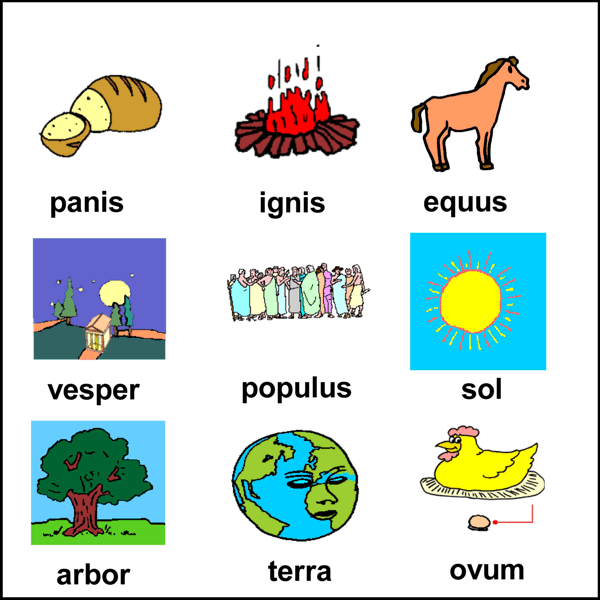 panis
ignis
equus
vesper
populus
sol
arbor
terra
ovum